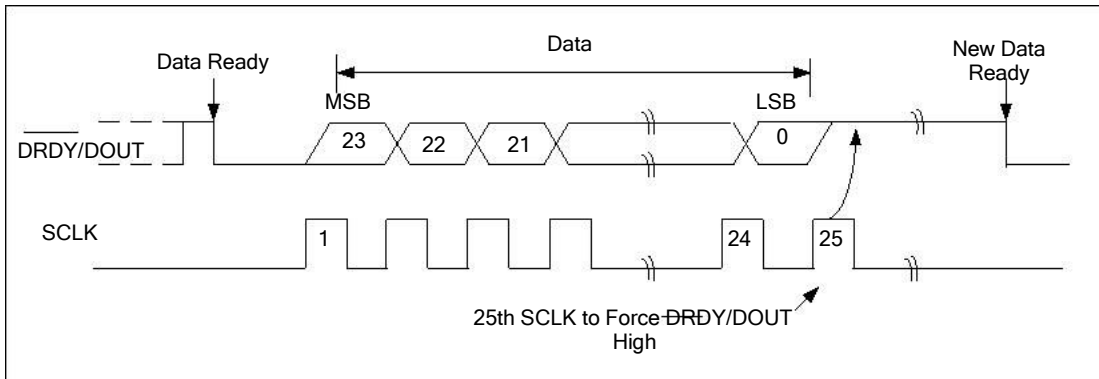 Data
Data Ready
New Data
Ready
MSB
LSB
DRDY/DOUT
23
22
21
0
SCLK
1
24
25
25th SCLK to Force DRDY/DOUT
High